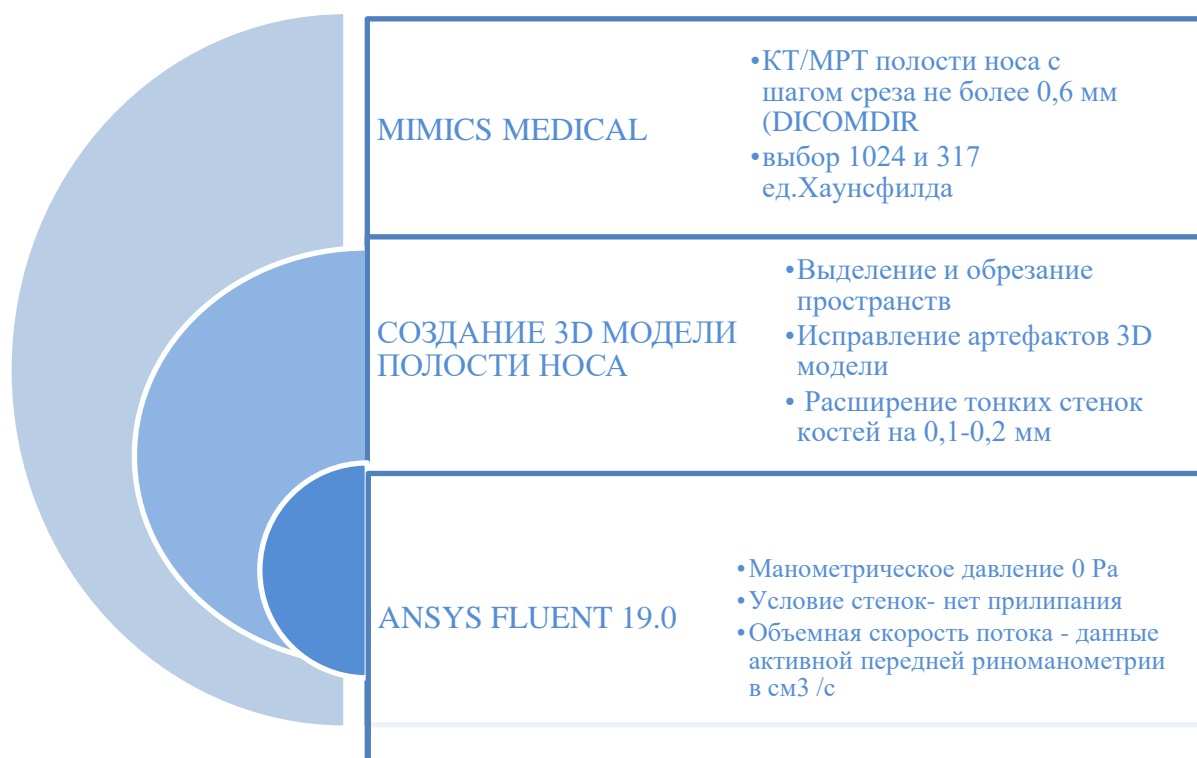 MIMICS MEDICAL
•КТ/МРТ полости носа с
шагом среза не более 0,6 мм
(DICOMDIR
•выбор 1024 и 317
ед.Хаунсфилда
СОЗДАНИЕ 3D МОДЕЛИ
ПОЛОСТИ НОСА
•Выделение и обрезание
пространств
•Исправление артефактов 3D
модели
• Расширение тонких стенок
костей на 0,1-0,2 мм
ANSYS FLUENT 19.0
•Манометрическое давление 0 Pa
•Условие стенок- нет прилипания
•Объемная скорость потока - данные
активной передней риноманометрии
в см3 /с